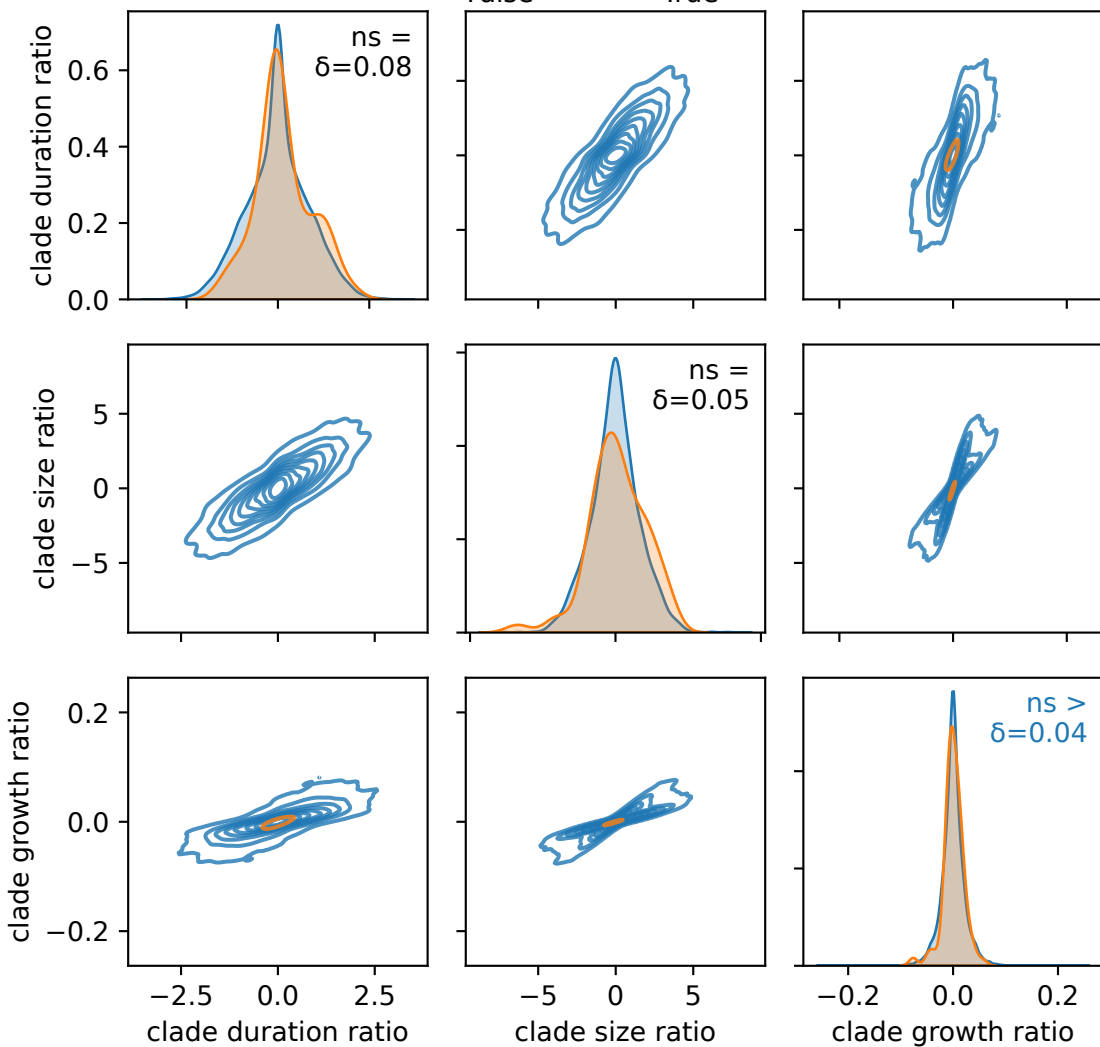 clade duration ratio
0.6
0.4
0.2
0.0
ns =
δ=0.08
clade size ratio
5
0
−5
ns =
δ=0.05
clade growth ratio
0.2
0.0
−0.2
ns >
δ=0.04
−2.5 0.0 2.5
−5 0 5
−0.2 0.0 0.2
clade duration ratio
clade size ratio
clade growth ratio